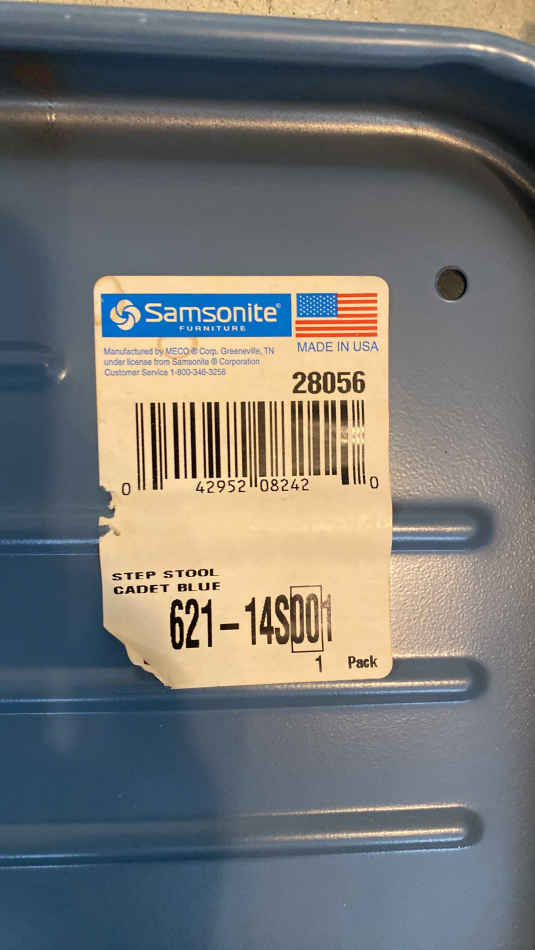 Samsonite®
FURNITURE
MADE IN USA
Manufactured by MECO ® Corp. Greeneville, TN
under license from Samsonite ® Corporation
Customer Service 1-800-346-3256
28056
0 42952 08242 0
STEP STOOL
CADET BLUE
621-14S001
1 Pack